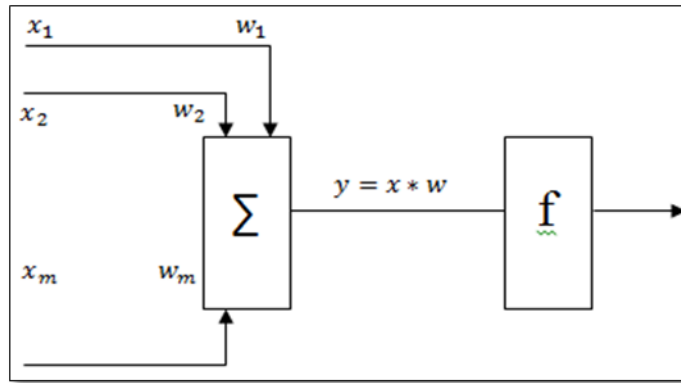 x₁ w₁
x₂ w₂
y = x * w
∑ f
xₘ wₘ